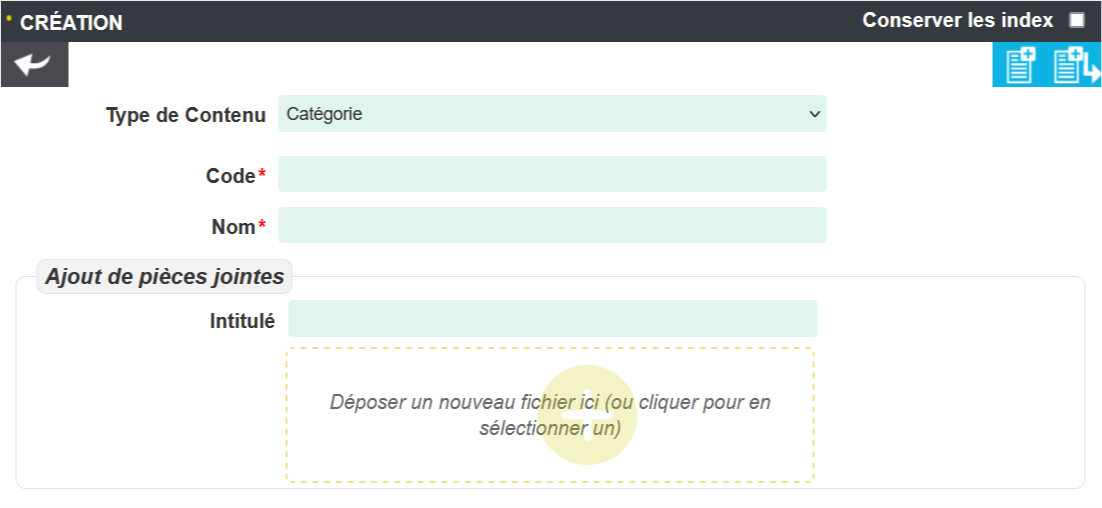 CRÉATION
Conserver les index
Type de Contenu
Catégorie
Code*
Nom*
Ajout de pièces jointes
Intitulé
Déposer un nouveau fichier ici (ou cliquer pour en
sélectionner un)